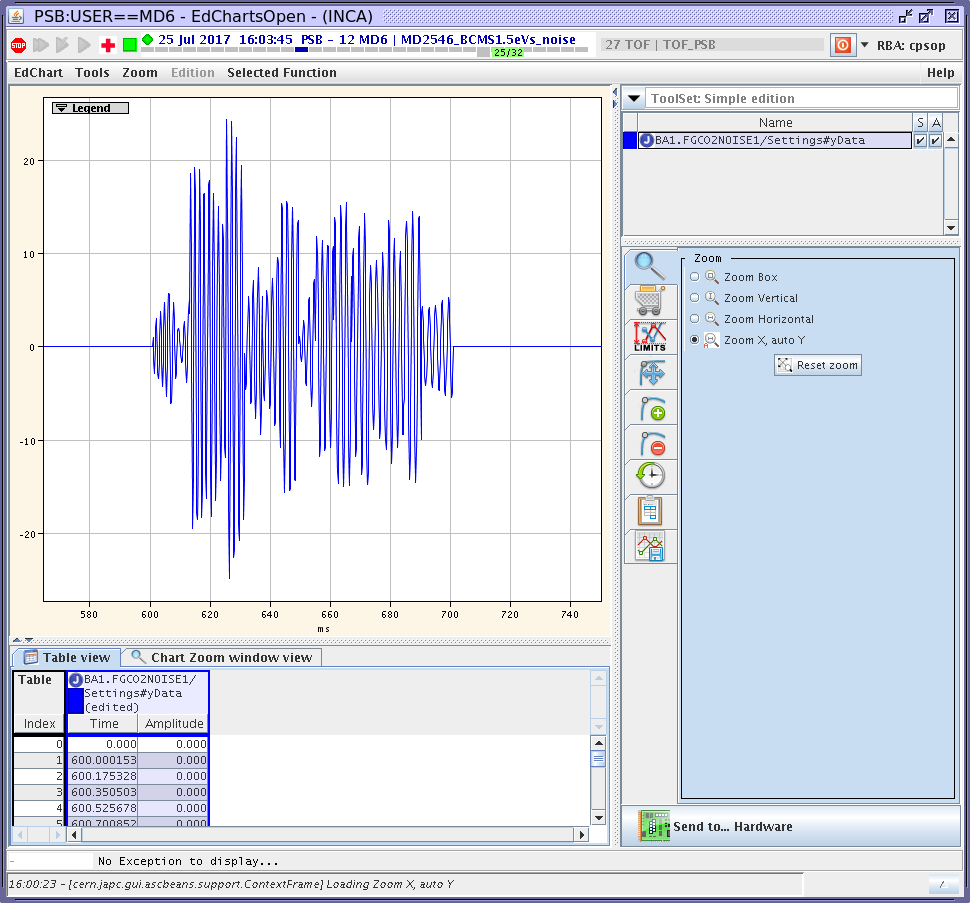 PSB:USER==MD6 - EdChartsOpen - (INCA)
STOP
25 Jul 2017 16:03:45 PSB - 12 MD6 | MD2546_BCMS1.5eVs_noise
25/32
27 TOF | TOF_PSB
RBA: cpsop
EdChart Tools Zoom Edition Selected Function Help
Legend
20
10
0
-10
-20
580 600 620 640 660 680 700 720 740
ms
ToolSet: Simple edition
Name S A
BA1.FGCO2NOISE1/Settings#yData
Zoom
Zoom Box
Zoom Vertical
Zoom Horizontal
Zoom X, auto Y
Reset zoom
LIMITS
Table view Chart Zoom window view
Table
BA1.FGCO2NOISE1/
Settings#yData
(edited)
Index Time Amplitude
0 0.000 0.000
1 600.000153 0.000
2 600.175328 0.000
3 600.350503 0.000
4 600.525678 0.000
5 600.700852 0.000
Send to... Hardware
- No Exception to display...
16:00:23 - [cern.japc.gui.ascbeans.support.ContextFrame] Loading Zoom X, auto Y